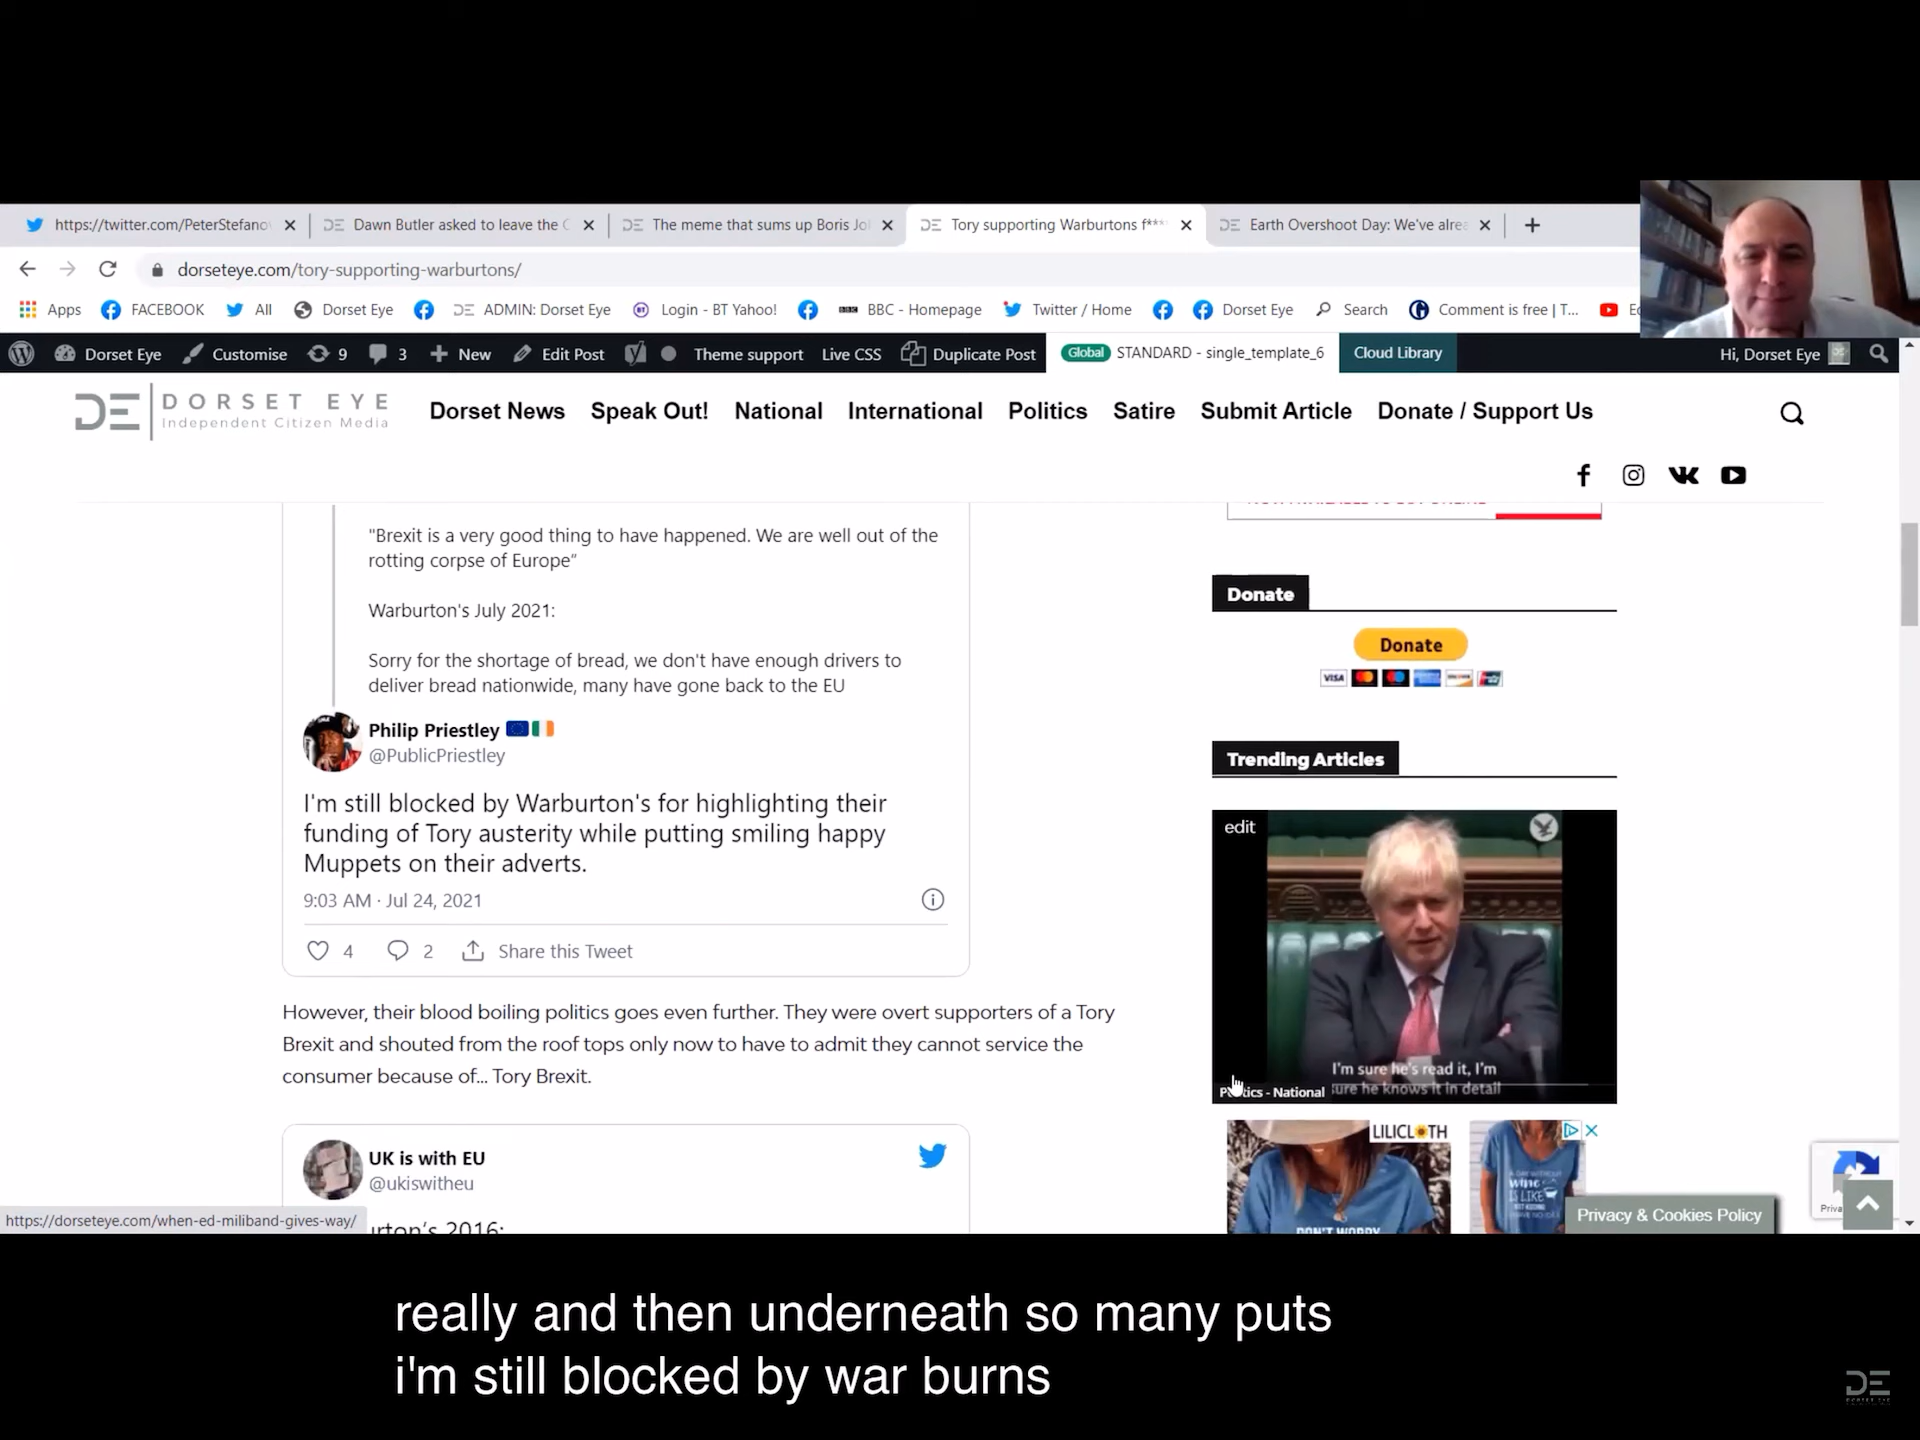 https://twitter.com/PeterStefano
Dawn Butler asked to leave the C
The meme that sums up Boris Jo
Tory supporting Warburtons f****
Earth Overshoot Day: We've alrea
dorseteye.com/tory-supporting-warburtons/
Apps FACEBOOK All Dorset Eye ADMIN: Dorset Eye Login - BT Yahoo! BBC - Homepage Twitter / Home Dorset Eye Search Comment is free | T...
Dorset Eye Customise 9 3 New Edit Post Theme support Live CSS Duplicate Post Global STANDARD - single_template_6 Cloud Library Hi, Dorset Eye
DE DORSET EYE
Independent Citizen Media
Dorset News Speak Out! National International Politics Satire Submit Article Donate / Support Us
"Brexit is a very good thing to have happened. We are well out of the
rotting corpse of Europe"
Warburton's July 2021:
Sorry for the shortage of bread, we don't have enough drivers to
deliver bread nationwide, many have gone back to the EU
Philip Priestley
@PublicPriestley
I'm still blocked by Warburton's for highlighting their
funding of Tory austerity while putting smiling happy
Muppets on their adverts.
9:03 AM · Jul 24, 2021
4 2 Share this Tweet
However, their blood boiling politics goes even further. They were overt supporters of a Tory
Brexit and shouted from the roof tops only now to have to admit they cannot service the
consumer because of... Tory Brexit.
UK is with EU
@ukiswitheu
urton's 2016:
https://dorseteye.com/when-ed-miliband-gives-way/
Donate
Donate
VISA
Trending Articles
edit
I'm sure he's read it, I'm
sure he knows it in detail
Politics - National
LILICLOTH
DON'T WORRY
WINE
IS LIKE
Privacy & Cookies Policy
really and then underneath so many puts
i'm still blocked by war burns
DE